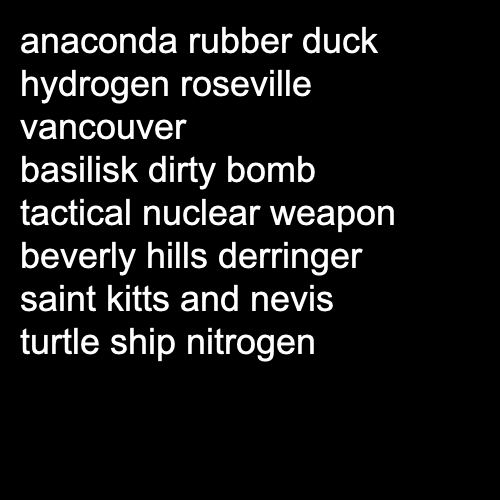 anaconda rubber duck
hydrogen roseville
vancouver
basilisk dirty bomb
tactical nuclear weapon
beverly hills derringer
saint kitts and nevis
turtle ship nitrogen